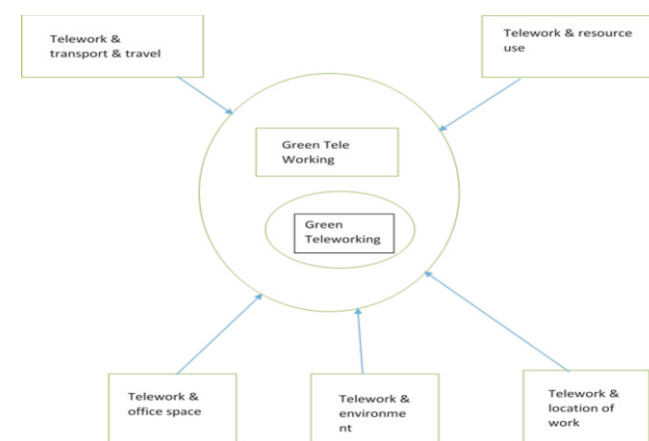 Telework &
transport & travel
Telework & resource
use
Green Tele
Working
Green
Teleworking
Telework &
office space
Telework &
environme
nt
Telework &
location of
work